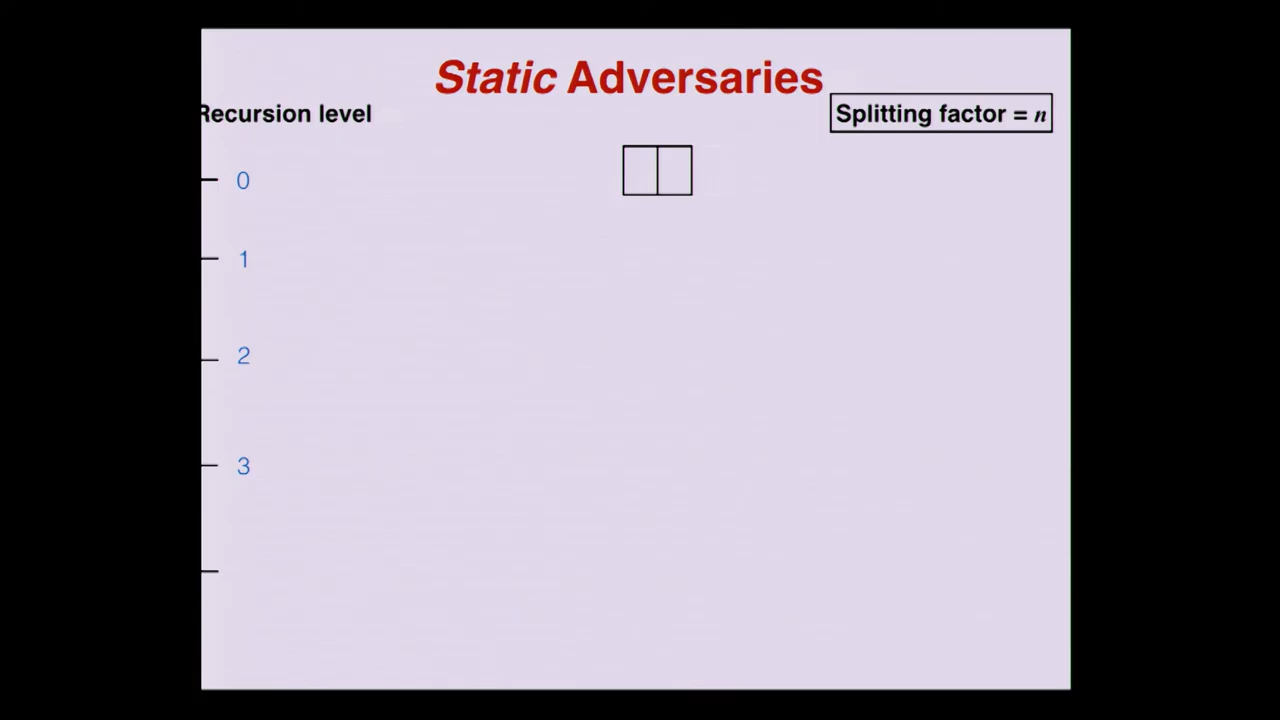 Static Adversaries
Recursion level
Splitting factor = n
0
1
2
3